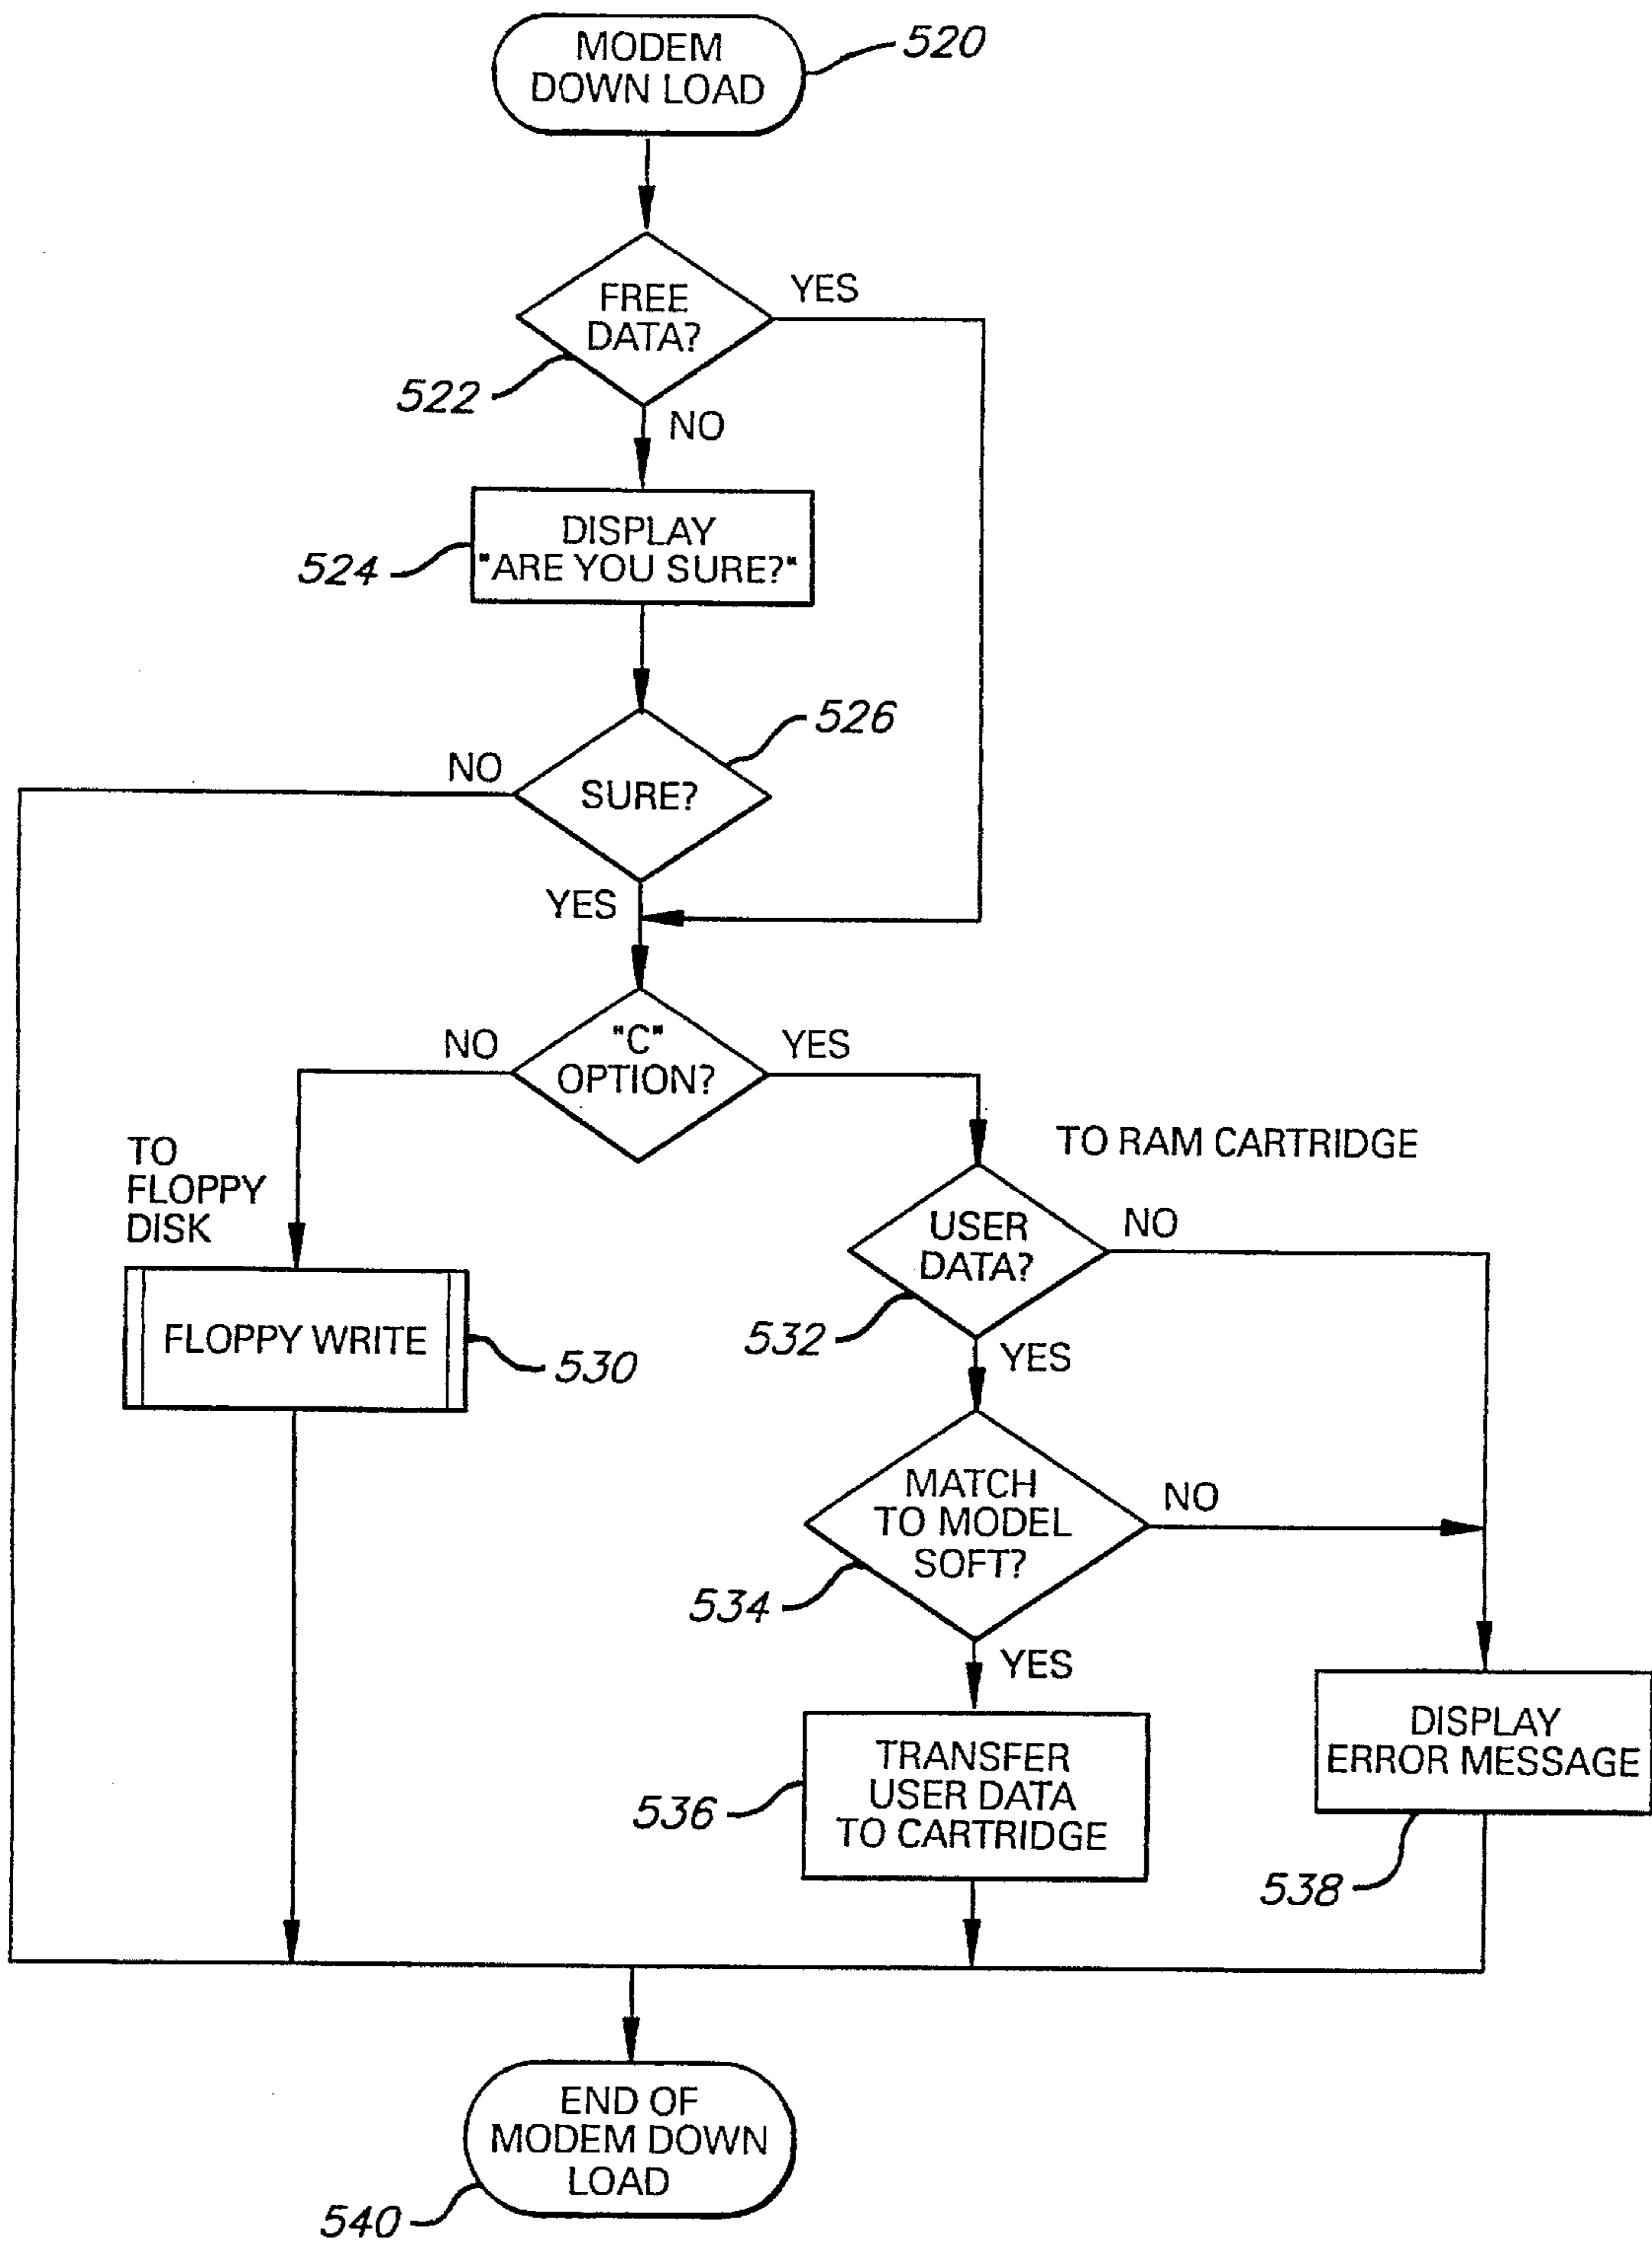 MODEM
DOWN LOAD
520
FREE
DATA?
YES
522
NO
DISPLAY
"ARE YOU SURE?"
524
526
NO
SURE?
YES
"C"
OPTION?
NO
YES
TO
FLOPPY
DISK
TO RAM CARTRIDGE
USER
DATA?
NO
532
YES
FLOPPY WRITE
530
MATCH
TO MODEL
SOFT?
NO
534
YES
TRANSFER
USER DATA
TO CARTRIDGE
536
DISPLAY
ERROR MESSAGE
538
END OF
MODEM DOWN
LOAD
540